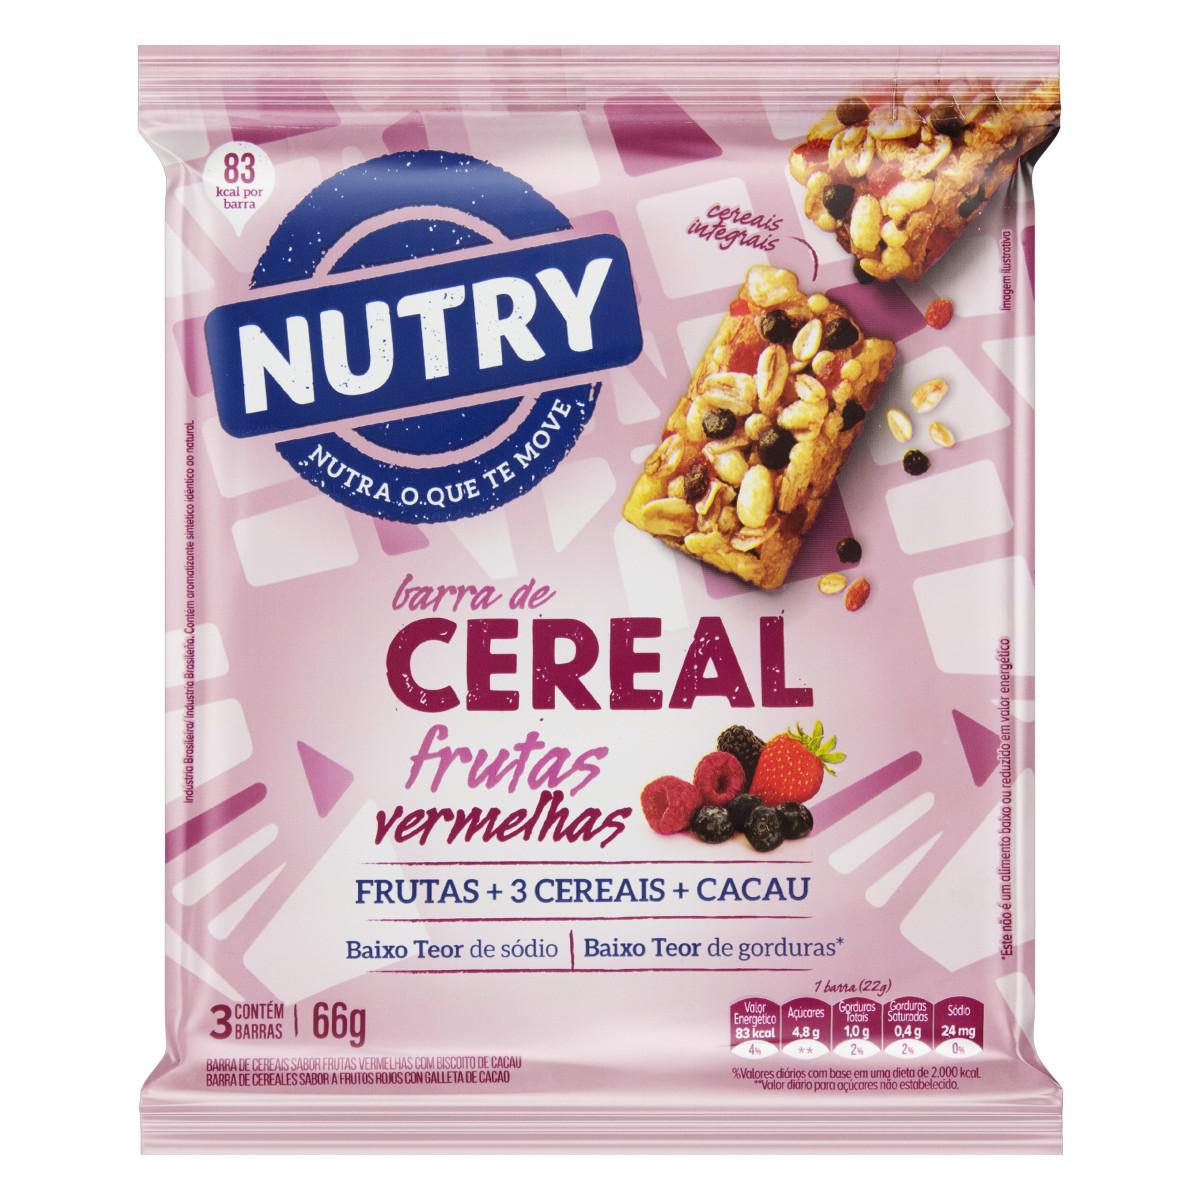 83
kcal por
barra
NUTRY
NUTRA O QUE TE MOVE
cereais
integrais
imagem ilustrativa
Indústria Brasileira/ Industria Brasileña. Contém aromatizante sintético idêntico ao natural.
barra de
CEREAL
frutas
vermelhas
FRUTAS + 3 CEREAIS + CACAU
Baixo Teor de sódio | Baixo Teor de gorduras*
*Este não é um alimento baixo ou reduzido em valor energético
3 CONTÉM
BARRAS | 66g
BARRA DE CEREAIS SABOR FRUTAS VERMELHAS COM BISCOITO DE CACAU
BARRA DE CEREALES SABOR A FRUTOS ROJOS CON GALLETA DE CACAO
1 barra (22g)
Valor Energético 83 kcal 4%
Açúcares 4,8 g **
Gorduras Totais 1,0 g 2%
Gorduras Saturadas 0,4 g 2%
Sódio 24 mg 0%
%Valores diários com base em uma dieta de 2.000 kcal.
**Valor diário para açúcares não estabelecido.